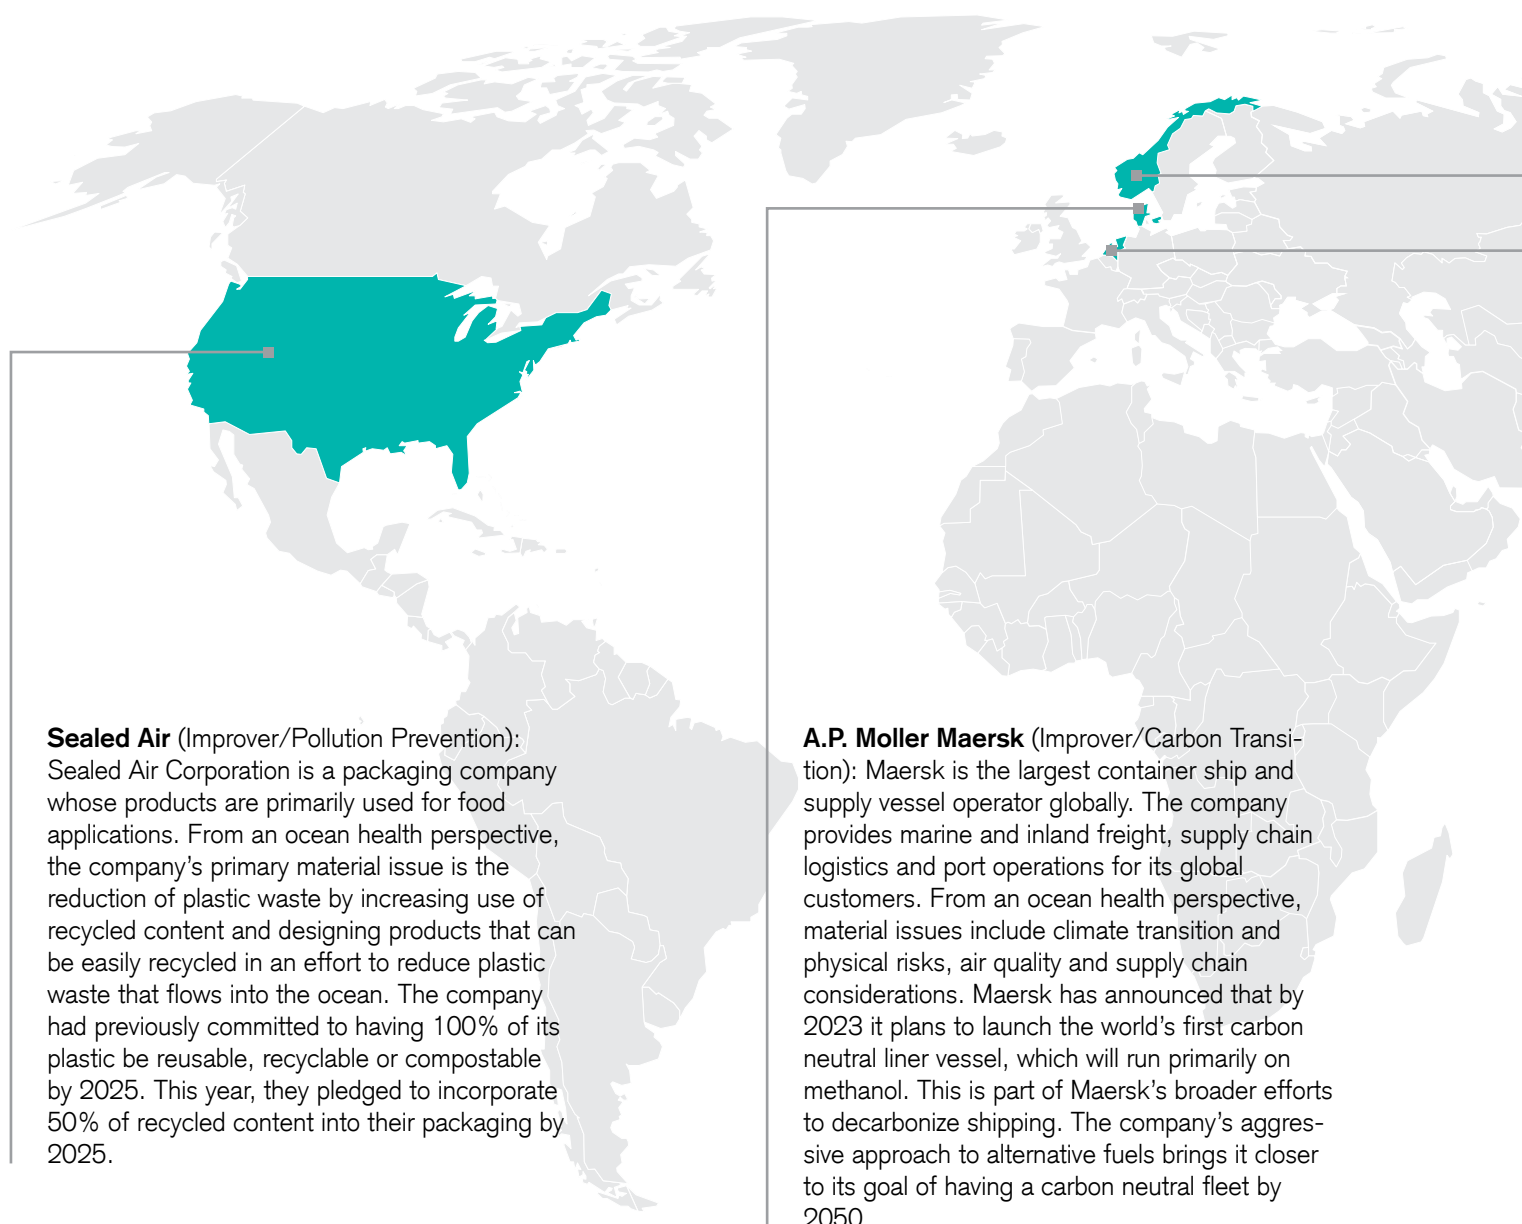 Sealed Air (Improver/Pollution Prevention):
Sealed Air Corporation is a packaging company
whose products are primarily used for food
applications. From an ocean health perspective,
the company’s primary material issue is the
reduction of plastic waste by increasing use of
recycled content and designing products that can
be easily recycled in an effort to reduce plastic
waste that flows into the ocean. The company
had previously committed to having 100% of its
plastic be reusable, recyclable or compostable
by 2025. This year, they pledged to incorporate
50% of recycled content into their packaging by
2025.
A.P. Moller Maersk (Improver/Carbon Transi-
tion): Maersk is the largest container ship and
supply vessel operator globally. The company
provides marine and inland freight, supply chain
logistics and port operations for its global
customers. From an ocean health perspective,
material issues include climate transition and
physical risks, air quality and supply chain
considerations. Maersk has announced that by
2023 it plans to launch the world’s first carbon
neutral liner vessel, which will run primarily on
methanol. This is part of Maersk’s broader efforts
to decarbonize shipping. The company’s aggres-
sive approach to alternative fuels brings it closer
to its goal of having a carbon neutral fleet by
2050